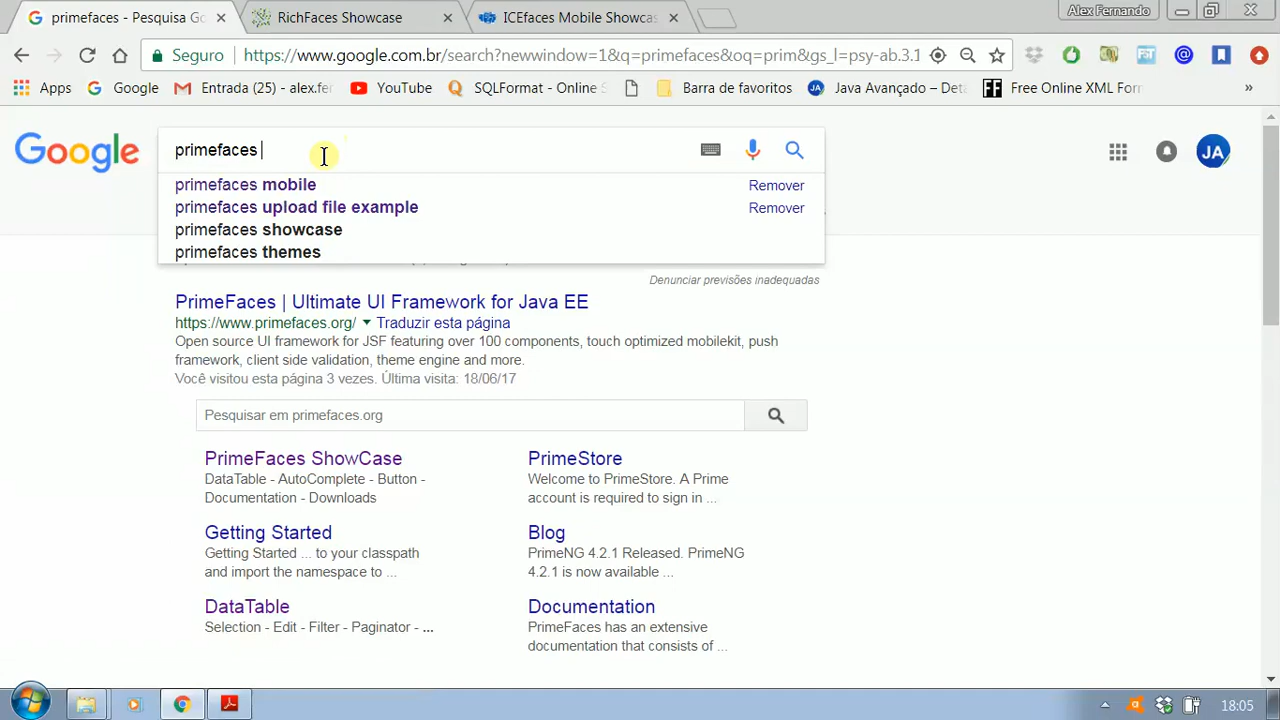 primefaces - Pesquisa Go
RichFaces Showcase
ICEfaces Mobile Showcas
Alex Fernando
Seguro
https://www.google.com.br/search?newwindow=1&q=primefaces&oq=prim&gs_l=psy-ab.3.1
Apps
Google
Entrada (25) - alex.fer
YouTube
SQLFormat - Online S
Barra de favoritos
Java Avançado – Deta
Free Online XML Form
»
Google
primefaces
JA
primefaces mobile
Remover
primefaces upload file example
Remover
primefaces showcase
primefaces themes
Denunciar previsões inadequadas
PrimeFaces | Ultimate UI Framework for Java EE
https://www.primefaces.org/ ▾ Traduzir esta página
Open source UI framework for JSF featuring over 100 components, touch optimized mobilekit, push
framework, client side validation, theme engine and more.
Você visitou esta página 3 vezes. Última visita: 18/06/17
Pesquisar em primefaces.org
PrimeFaces ShowCase
DataTable - AutoComplete - Button -
Documentation - Downloads
PrimeStore
Welcome to PrimeStore. A Prime
account is required to sign in ...
Getting Started
Getting Started ... to your classpath
and import the namespace to ...
Blog
PrimeNG 4.2.1 Released. PrimeNG
4.2.1 is now available ...
DataTable
Selection - Edit - Filter - Paginator - ...
Documentation
PrimeFaces has an extensive
documentation that consists of ...
18:05